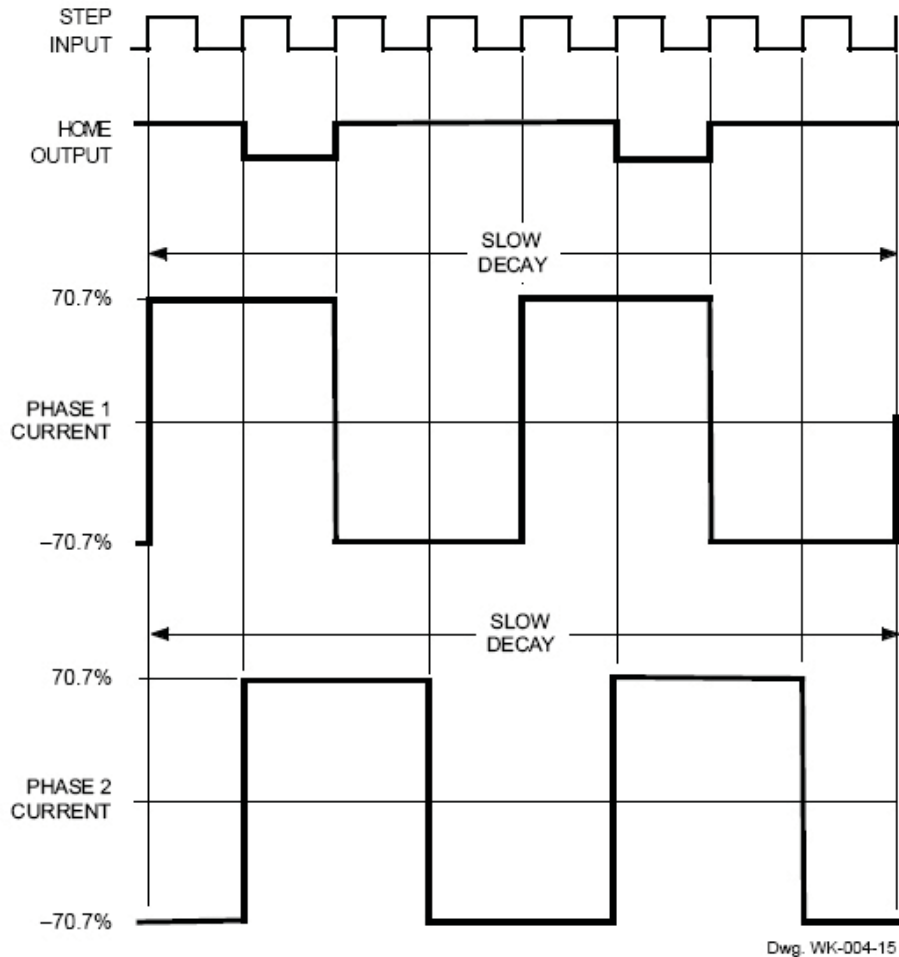 STEP
INPUT
HOME
OUTPUT
SLOW
DECAY
70.7%
PHASE 1
CURRENT
–70.7%
SLOW
DECAY
70.7%
PHASE 2
CURRENT
–70.7%
Dwg. WK-004-15